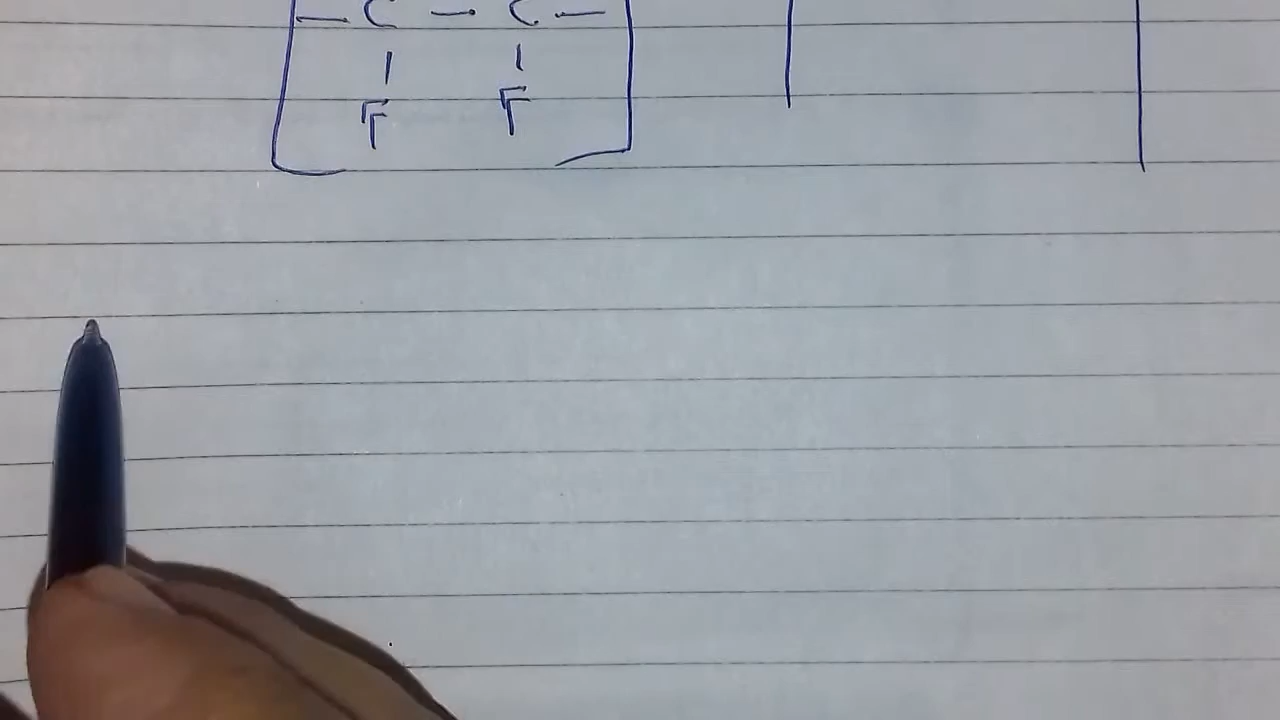 — C — C —
| |
F F